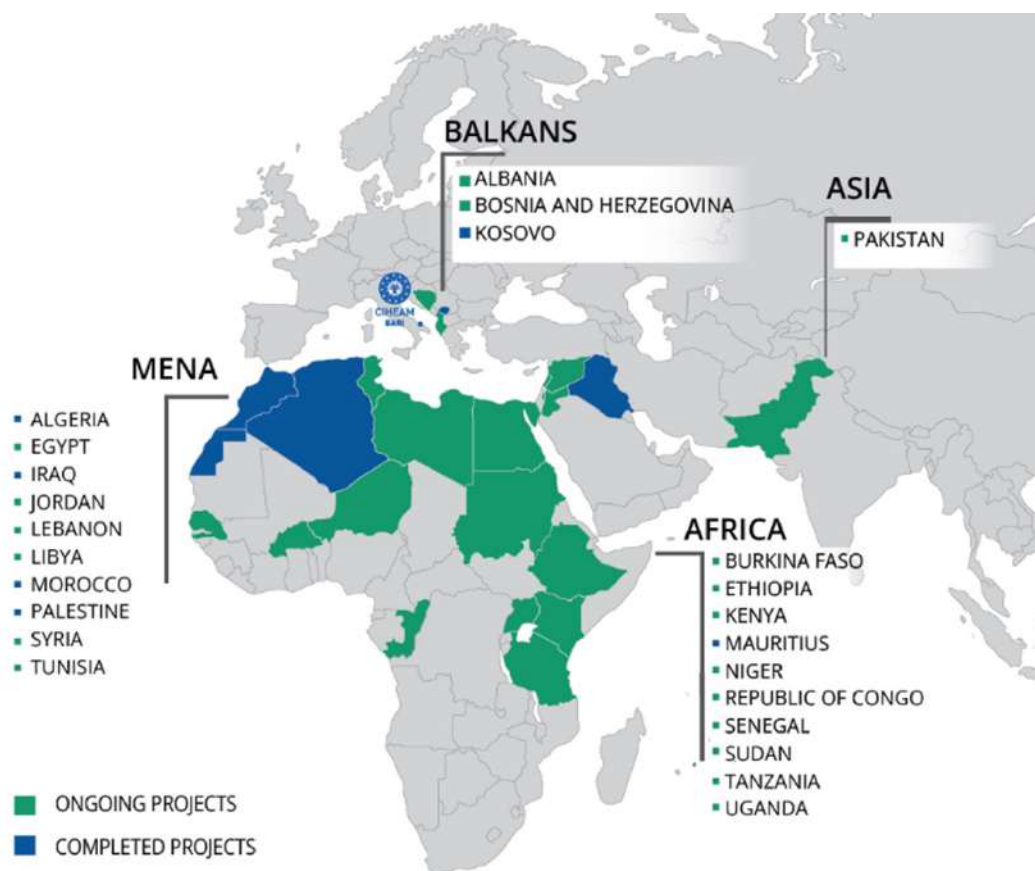 BALKANS
ALBANIA
BOSNIA AND HERZEGOVINA
KOSOVO
ASIA
PAKISTAN
CIHEAM
BARI
MENA
ALGERIA
EGYPT
IRAQ
JORDAN
LEBANON
LIBYA
MOROCCO
PALESTINE
SYRIA
TUNISIA
AFRICA
BURKINA FASO
ETHIOPIA
KENYA
MAURITIUS
NIGER
REPUBLIC OF CONGO
SENEGAL
SUDAN
TANZANIA
UGANDA
ONGOING PROJECTS
COMPLETED PROJECTS